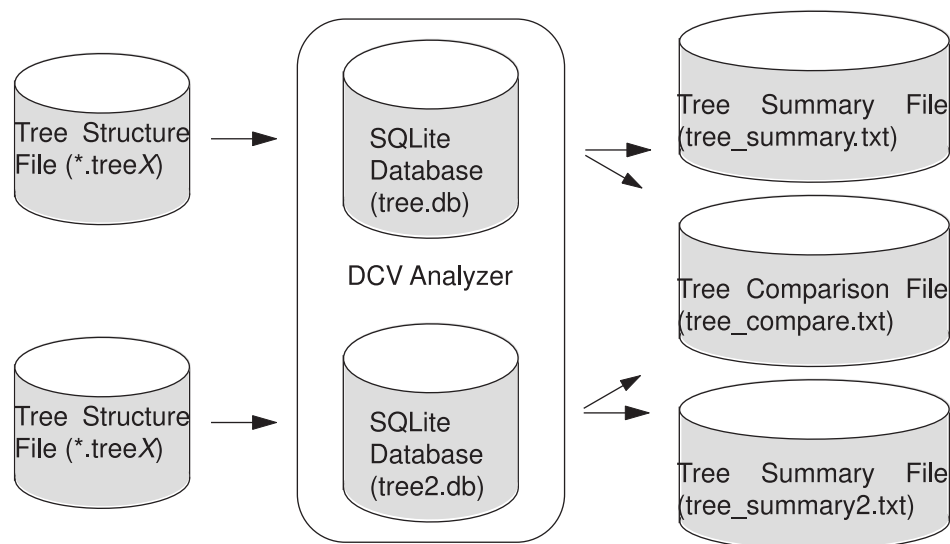 Tree Structure
File (*.treeX)
SQLite
Database
(tree.db)
Tree Summary File
(tree_summary.txt)
DCV Analyzer
Tree Comparison File
(tree_compare.txt)
Tree Structure
File (*.treeX)
SQLite
Database
(tree2.db)
Tree Summary File
(tree_summary2.txt)